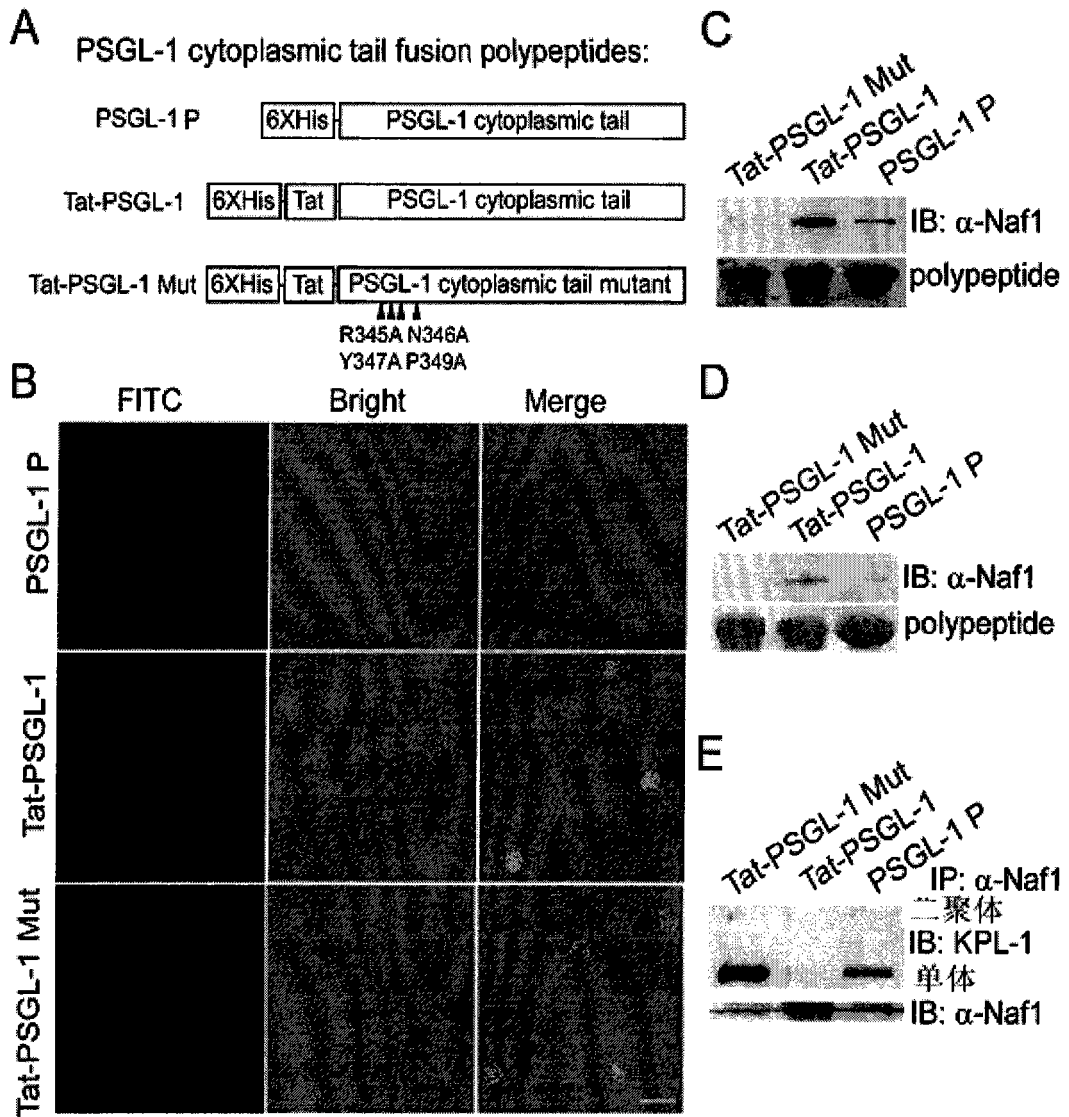 A
PSGL-1 cytoplasmic tail fusion polypeptides:
PSGL-1 P
6XHis
PSGL-1 cytoplasmic tail
Tat-PSGL-1
6XHis
Tat
PSGL-1 cytoplasmic tail
Tat-PSGL-1 Mut
6XHis
Tat
PSGL-1 cytoplasmic tail mutant
R345A N346A
Y347A P349A
B
FITC
Bright
Merge
PSGL-1 P
Tat-PSGL-1
Tat-PSGL-1 Mut
C
Tat-PSGL-1 Mut
Tat-PSGL-1
PSGL-1 P
IB: α-Naf1
polypeptide
D
Tat-PSGL-1 Mut
Tat-PSGL-1
PSGL-1 P
IB: α-Naf1
polypeptide
E
Tat-PSGL-1 Mut
Tat-PSGL-1
PSGL-1 P
IP: α-Naf1
二聚体
IB: KPL-1
单体
IB: α-Naf1